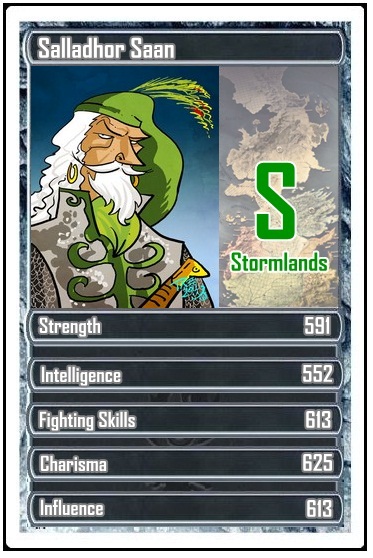 Salladhor Saan
S
Stormlands
Strength 591
Intelligence 552
Fighting Skills 613
Charisma 625
Influence 613